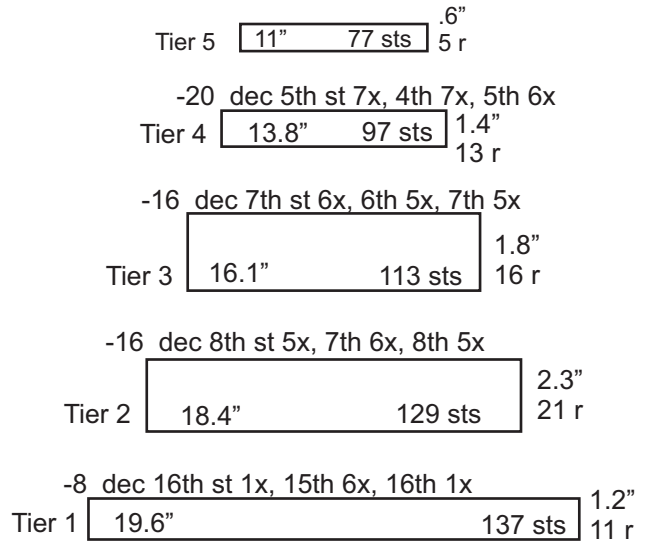 .6”
Tier 5 11” 77 sts 5 r
-20 dec 5th st 7x, 4th 7x, 5th 6x
Tier 4 13.8” 97 sts 1.4”
13 r
-16 dec 7th st 6x, 6th 5x, 7th 5x
1.8”
Tier 3 16.1” 113 sts 16 r
-16 dec 8th st 5x, 7th 6x, 8th 5x
2.3”
Tier 2 18.4” 129 sts 21 r
-8 dec 16th st 1x, 15th 6x, 16th 1x
1.2”
Tier 1 19.6” 137 sts 11 r